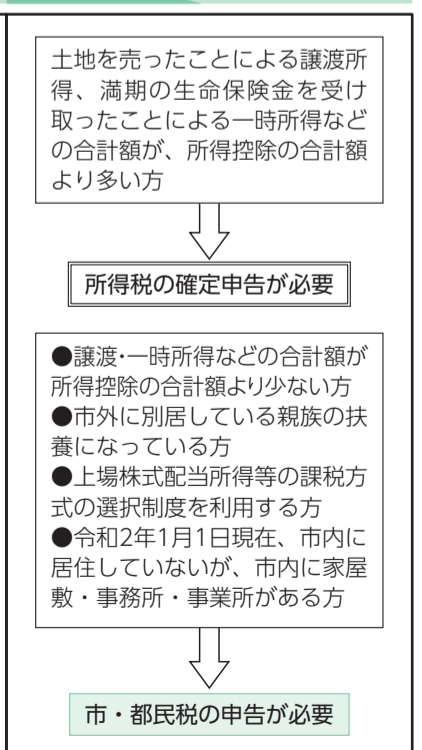 土地を売ったことによる譲渡所
得、満期の生命保険金を受け
取ったことによる一時所得など
の合計額が、所得控除の合計額
より多い方
所得税の確定申告が必要
●譲渡・一時所得などの合計額が
所得控除の合計額より少ない方
●市外に別居している親族の扶
養になっている方
●上場株式配当所得等の課税方
式の選択制度を利用する方
●令和2年1月1日現在、市内に
居住していないが、市内に家屋
敷・事務所・事業所がある方
市・都民税の申告が必要